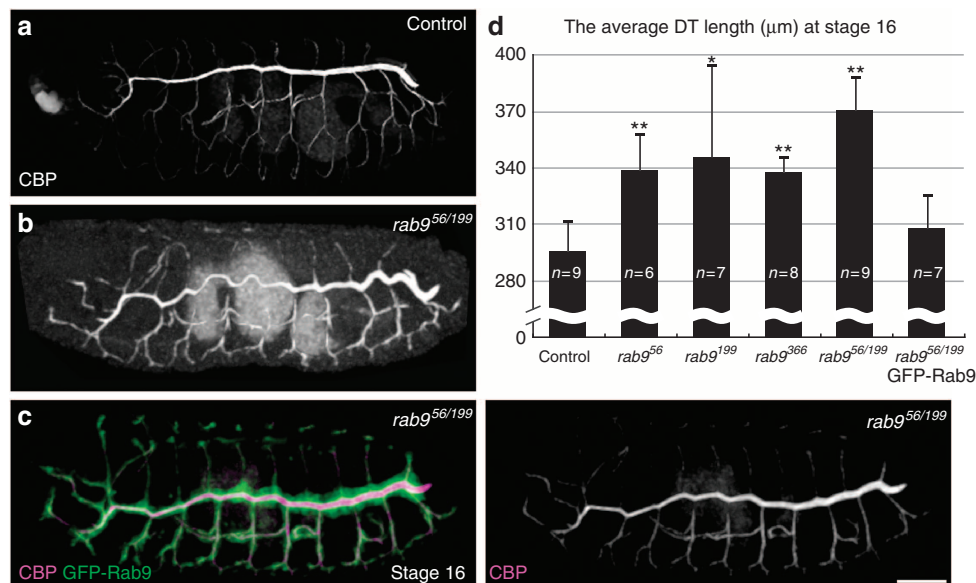 a
Control
CBP
b
rab9^56/199
d
The average DT length (μm) at stage 16
400
370
340
310
280
0
**
*
**
**
n=9
n=6
n=7
n=8
n=9
n=7
Control
rab9^56
rab9^199
rab9^366
rab9^56/199
rab9^56/199
GFP-Rab9
c
rab9^56/199
CBP GFP-Rab9
Stage 16
rab9^56/199
CBP